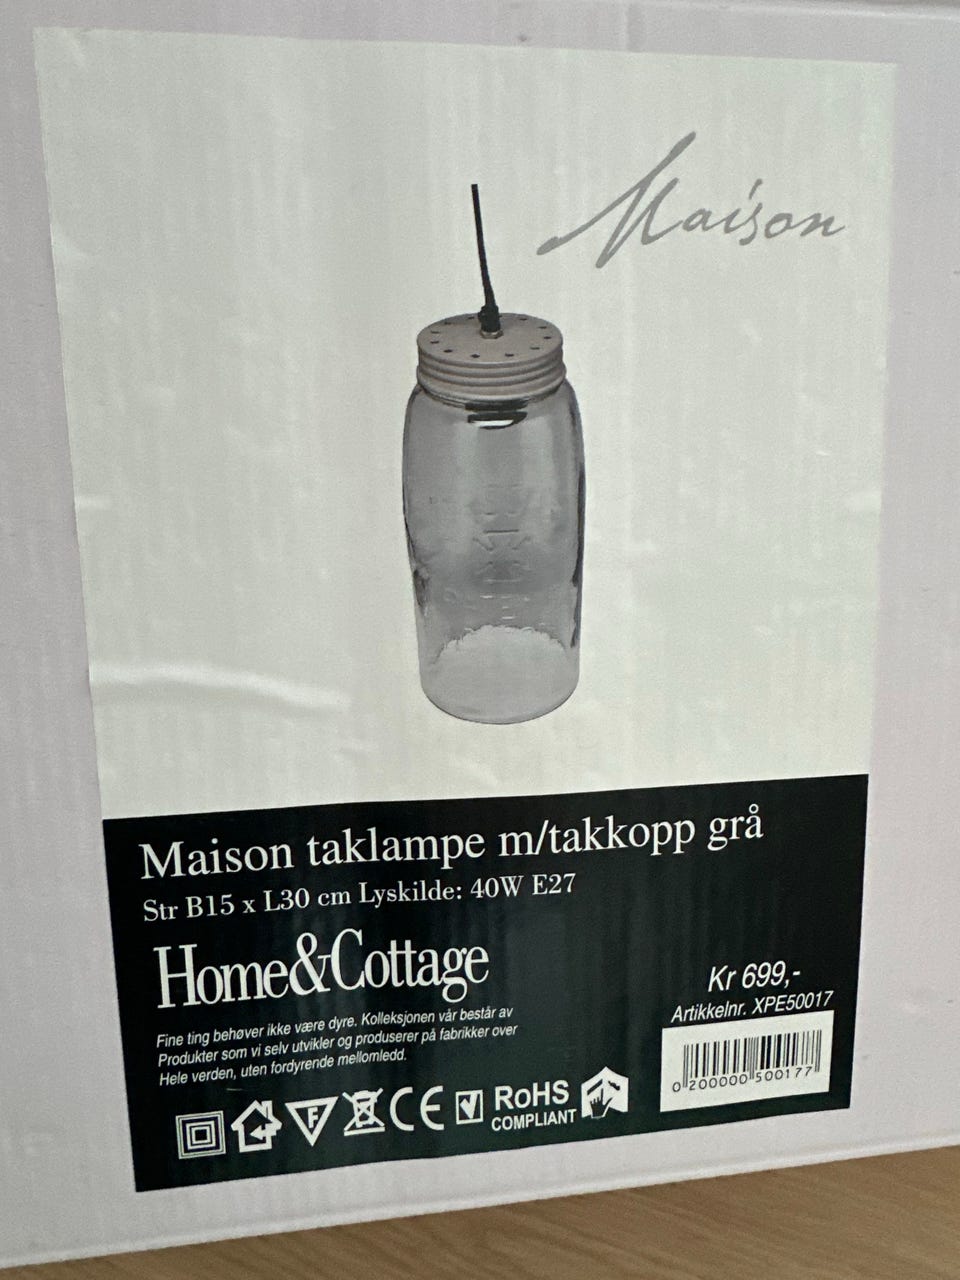 Maison
Maison taklampe m/takkopp grå
Str B15 x L30 cm Lyskilde: 40W E27
Home&Cottage
Kr 699,-
Artikkelnr. XPE50017
Fine ting behøver ikke være dyre. Kolleksjonen vår består av
Produkter som vi selv utvikler og produserer på fabrikker over
Hele verden, uten fordyrende mellomledd.
0 200000 500177
F
CE
RoHS
COMPLIANT